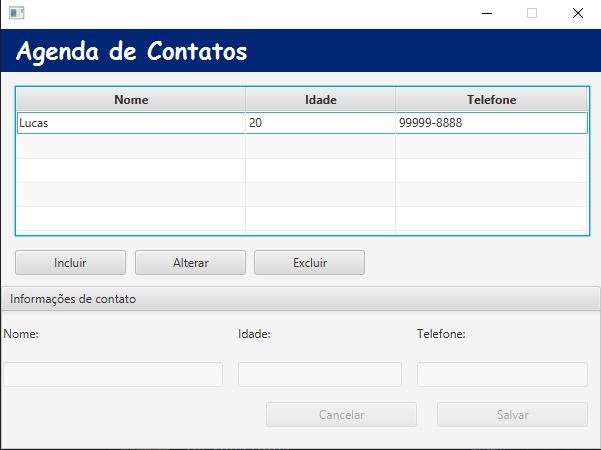 Agenda de Contatos
Nome Idade Telefone
Lucas 20 99999-8888
Incluir Alterar Excluir
Informações de contato
Nome: Idade: Telefone:
Cancelar Salvar